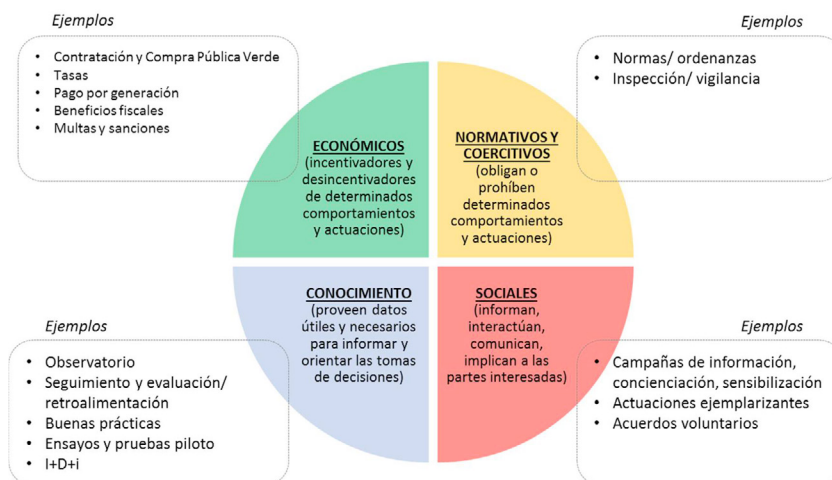 Ejemplos
• Contratación y Compra Pública Verde
• Tasas
• Pago por generación
• Beneficios fiscales
• Multas y sanciones
Ejemplos
• Normas/ ordenanzas
• Inspección/ vigilancia
ECONÓMICOS
(incentivadores y
desincentivadores
de determinados
comportamientos
y actuaciones)
NORMATIVOS Y
COERCITIVOS
(obligan o
prohíben
determinados
comportamientos
y actuaciones)
CONOCIMIENTO
(proveen datos
útiles y necesarios
para informar y
orientar las tomas
de decisiones)
SOCIALES
(informan,
interactúan,
comunican,
implican a las
partes interesadas)
Ejemplos
• Observatorio
• Seguimiento y evaluación/
retroalimentación
• Buenas prácticas
• Ensayos y pruebas piloto
• I+D+i
Ejemplos
• Campañas de información,
concienciación, sensibilización
• Actuaciones ejemplarizantes
• Acuerdos voluntarios